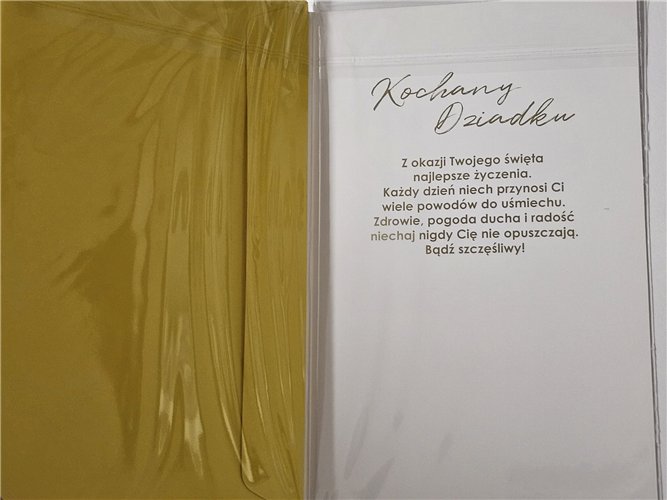 Kochany
Dziadku
Z okazji Twojego święta
najlepsze życzenia.
Każdy dzień niech przynosi Ci
wiele powodów do uśmiechu.
Zdrowie, pogoda ducha i radość
niechaj nigdy Cię nie opuszczają.
Bądź szczęśliwy!